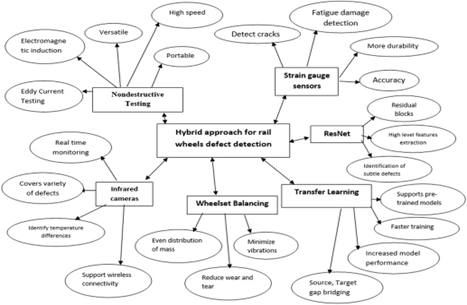 High speed
Versatile
Electromagne
tic induction
Portable
Eddy Current
Testing
Nondestructive
Testing
Fatigue damage
detection
Detect cracks
More durability
Strain gauge
sensors
Accuracy
Residual
blocks
Hybrid approach for rail
wheels defect detection
ResNet
High level features
extraction
Identification of
subtle defects
Real time
monitoring
Covers variety
of defects
Infrared
cameras
Identify temperature
differences
Support wireless
connectivity
Wheelset Balancing
Even distribution
of mass
Minimize
vibrations
Reduce wear and
tear
Transfer Learning
Supports pre-
trained models
Faster training
Increased model
performance
Source, Target
gap bridging